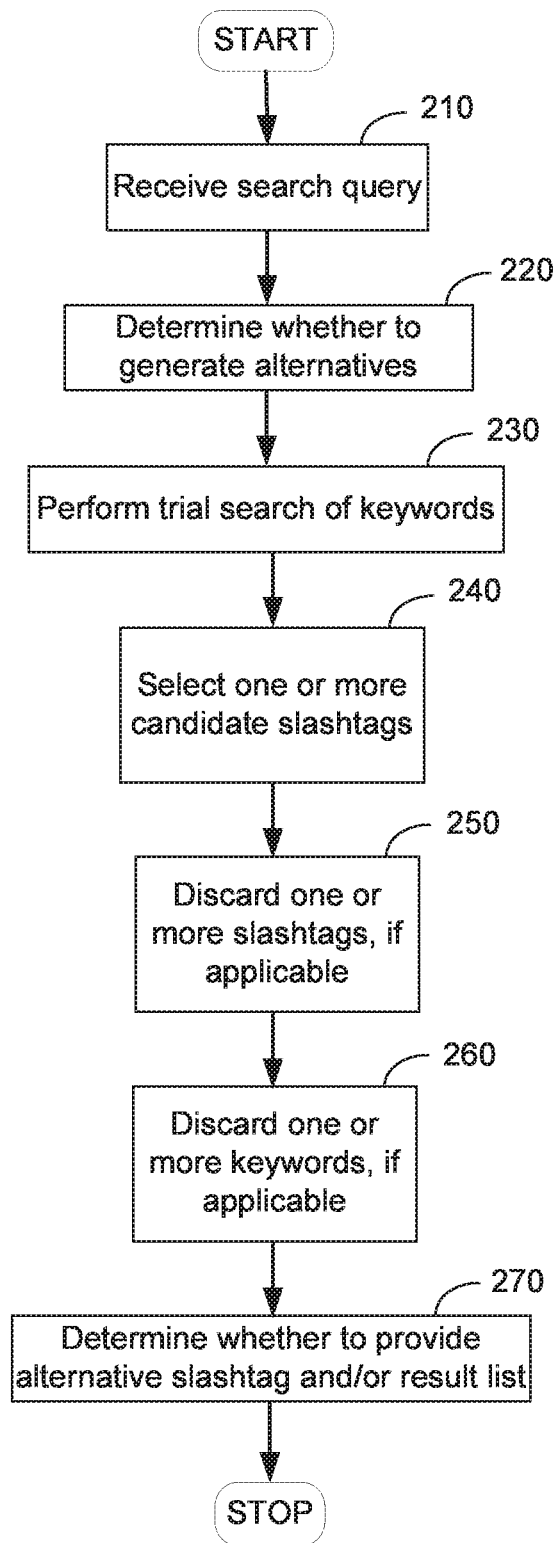 START
210
Receive search query
220
Determine whether to
generate alternatives
230
Perform trial search of keywords
240
Select one or more
candidate slashtags
250
Discard one or
more slashtags, if
applicable
260
Discard one or
more keywords, if
applicable
270
Determine whether to provide
alternative slashtag and/or result list
STOP